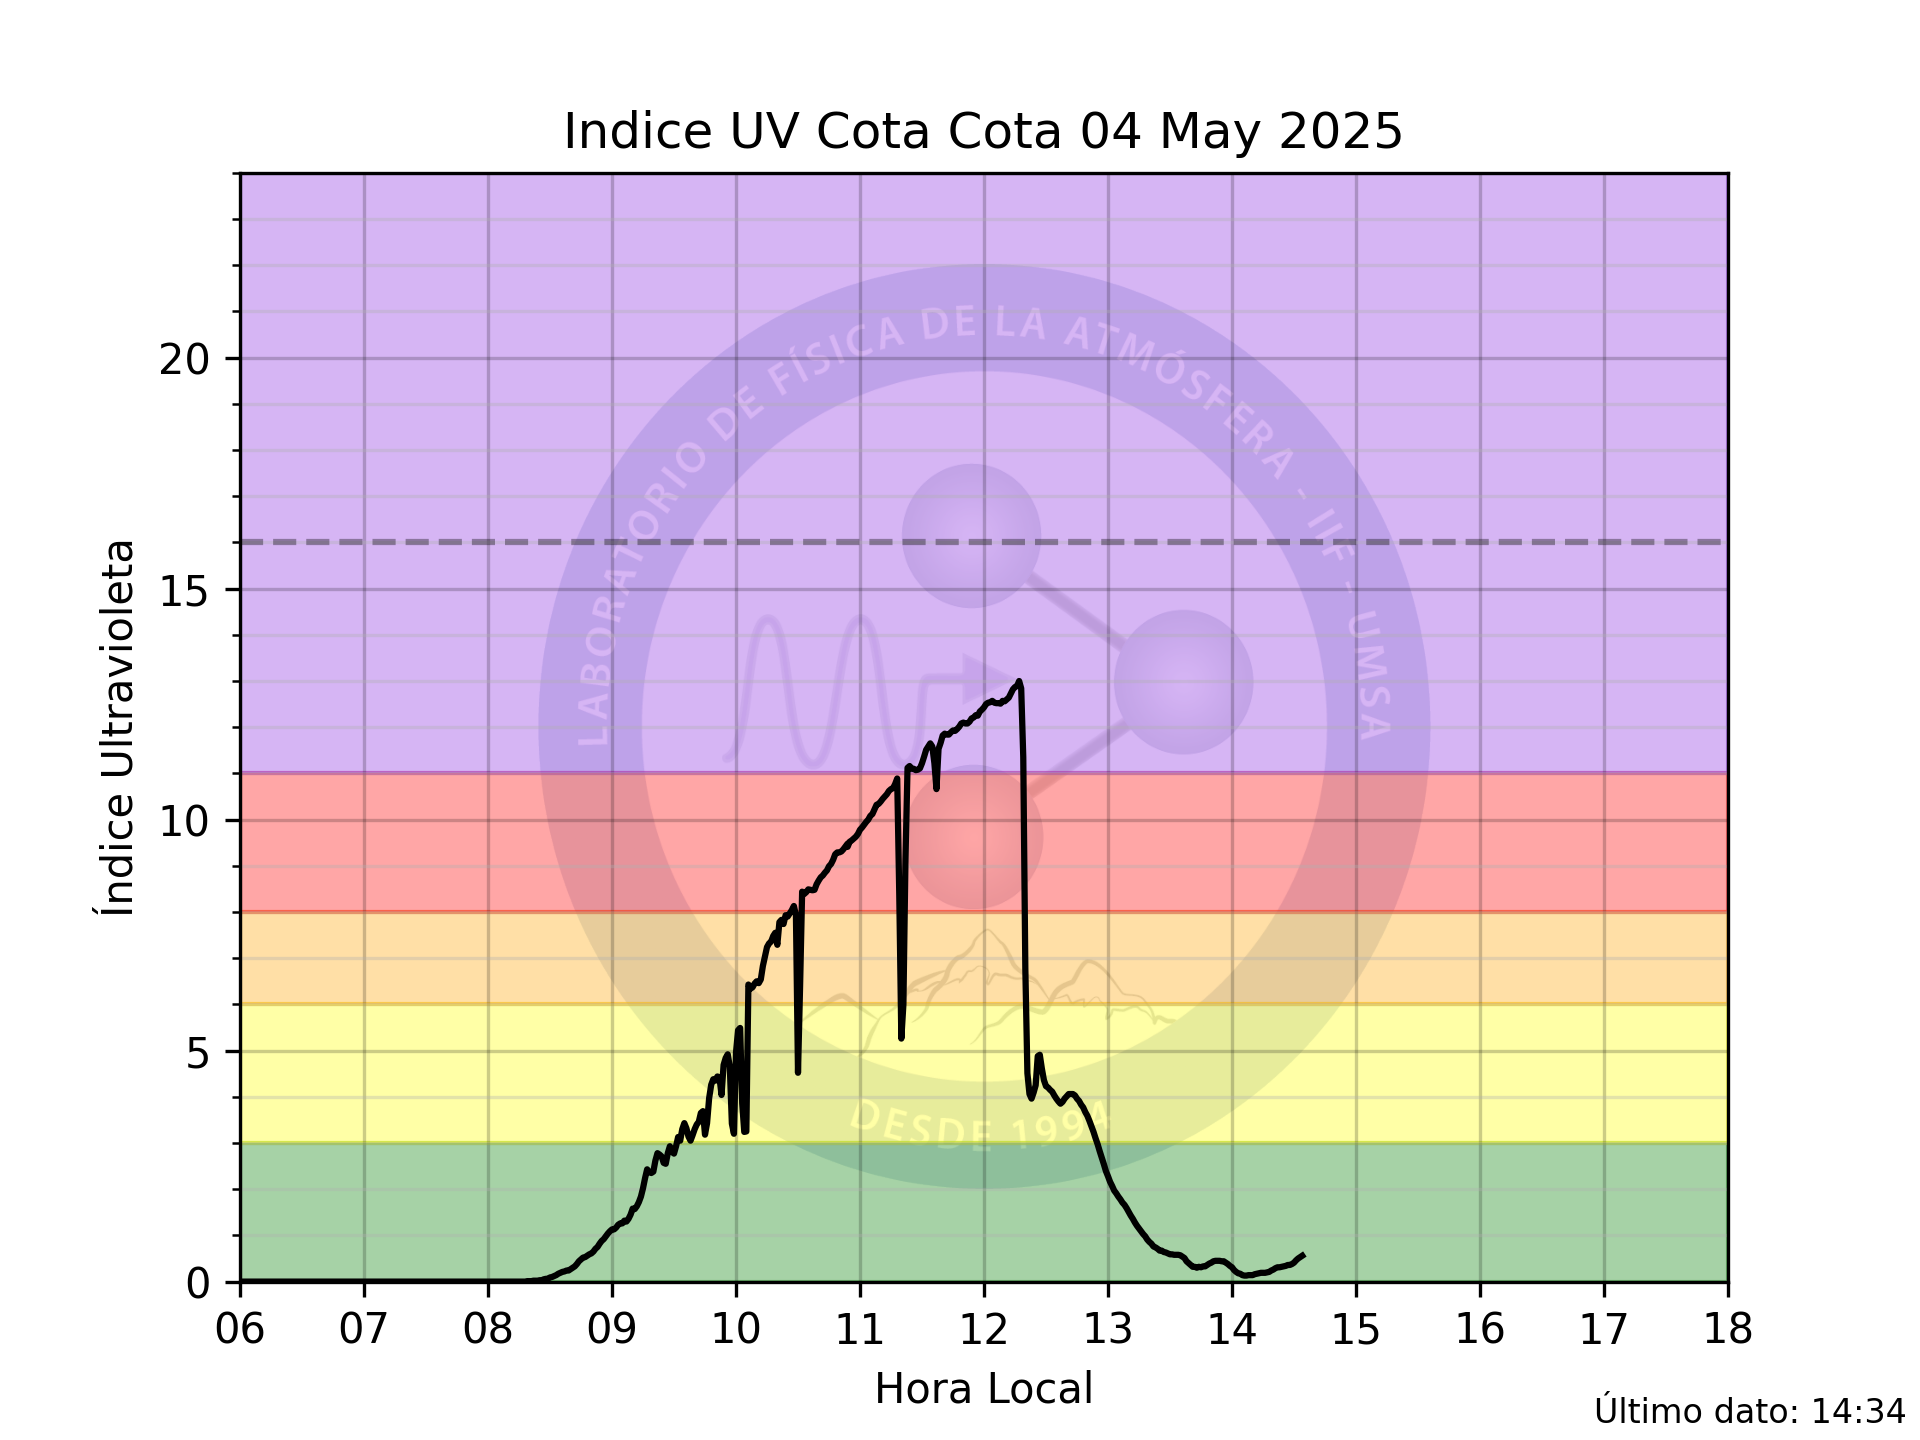 Indice UV Cota Cota 04 May 2025
Índice Ultravioleta
20
15
10
5
0
LABORATORIO DE FÍSICA DE LA ATMÓSFERA - IIF - UMSA
DESDE 1994
06 07 08 09 10 11 12 13 14 15 16 17 18
Hora Local
Último dato: 14:34